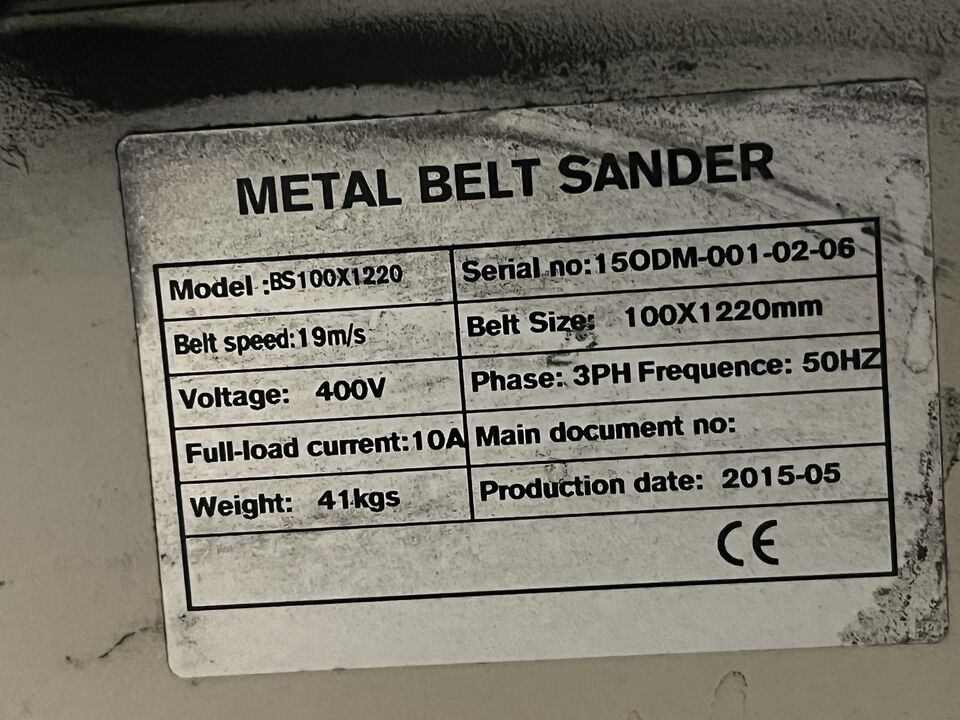 METAL BELT SANDER
Model :BS100X1220
Serial no:15ODM-001-02-06
Belt speed:19m/s
Belt Size: 100X1220mm
Voltage: 400V
Phase: 3PH Frequence: 50HZ
Full-load current:10A
Main document no:
Weight: 41kgs
Production date: 2015-05
CE